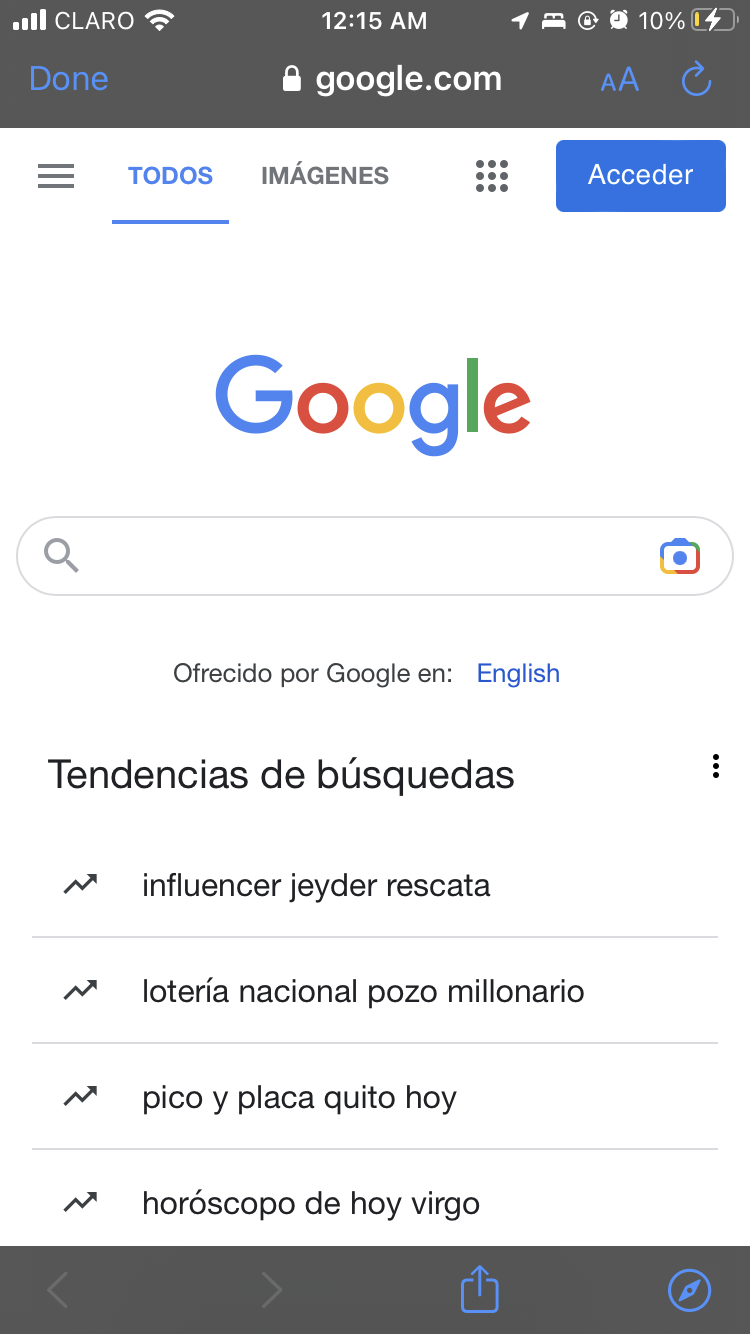 CLARO 12:15 AM 10%
Done google.com AA
TODOS IMÁGENES Acceder
Google
Ofrecido por Google en: English
Tendencias de búsquedas
influencer jeyder rescata
lotería nacional pozo millonario
pico y placa quito hoy
horóscopo de hoy virgo